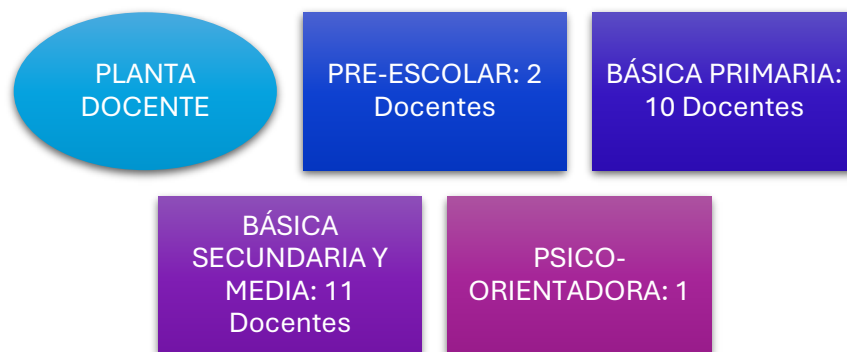 PLANTA
DOCENTE
PRE-ESCOLAR: 2
Docentes
BÁSICA PRIMARIA:
10 Docentes
BÁSICA
SECUNDARIA Y
MEDIA: 11
Docentes
PSICO-
ORIENTADORA: 1